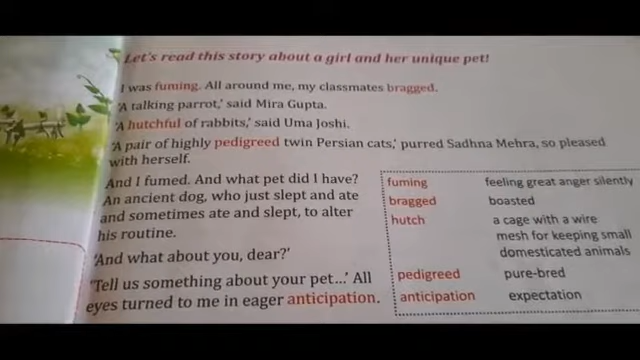 Let's read this story about a girl and her unique pet!
I was fuming. All around me, my classmates bragged.
'A talking parrot,' said Mira Gupta.
'A hutchful of rabbits,' said Uma Joshi.
'A pair of highly pedigreed twin Persian cats,' purred Sadhna Mehra, so pleased
with herself.
And I fumed. And what pet did I have?
An ancient dog, who just slept and ate
and sometimes ate and slept, to alter
his routine.
'And what about you, dear?'
'Tell us something about your pet...' All
eyes turned to me in eager anticipation.
fuming feeling great anger silently
bragged boasted
hutch a cage with a wire
mesh for keeping small
domesticated animals
pedigreed pure-bred
anticipation expectation